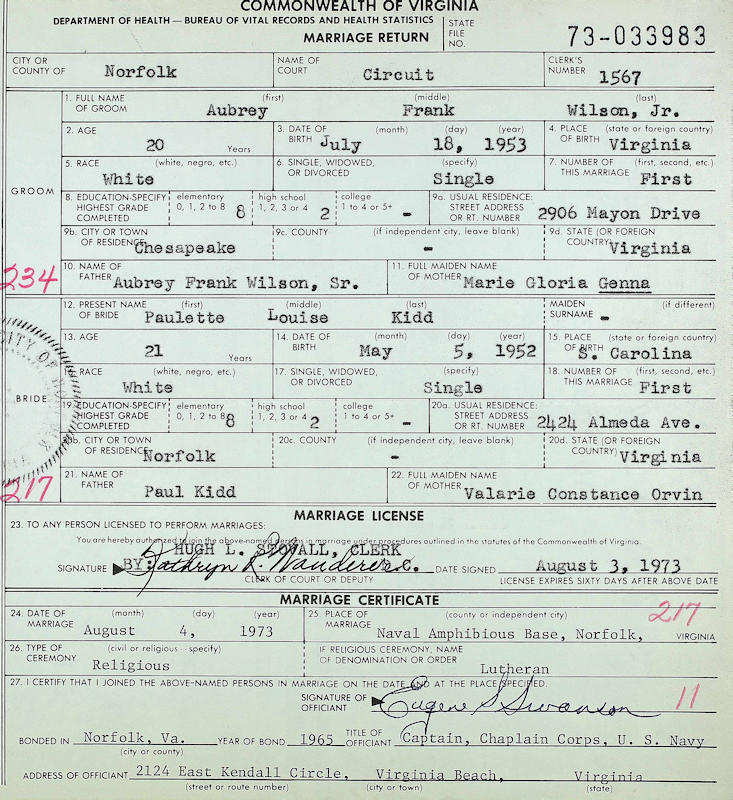 COMMONWEALTH OF VIRGINIA
DEPARTMENT OF HEALTH — BUREAU OF VITAL RECORDS AND HEALTH STATISTICS
MARRIAGE RETURN
STATE FILE NO. 73-033983
CITY OR COUNTY OF Norfolk NAME OF COURT Circuit CLERK'S NUMBER 1567
GROOM
1. FULL NAME OF GROOM (first) Aubrey (middle) Frank (last) Wilson, Jr.
2. AGE 20 Years 3. DATE OF BIRTH (month) July (day) 18, (year) 1953 4. PLACE OF BIRTH (state or foreign country) Virginia
5. RACE (white, negro, etc.) White 6. SINGLE, WIDOWED, OR DIVORCED (specify) Single 7. NUMBER OF THIS MARRIAGE (first, second, etc.) First
8. EDUCATION-SPECIFY HIGHEST GRADE COMPLETED elementary 0, 1, 2 to 8 8 high school 1, 2, 3 or 4 2 college 1 to 4 or 5+ - 9a. USUAL RESIDENCE: STREET ADDRESS OR RT. NUMBER 2906 Mayon Drive
9b. CITY OR TOWN OF RESIDENCE Chesapeake 9c. COUNTY (if independent city, leave blank) - 9d. STATE (OR FOREIGN COUNTRY) Virginia
234
10. NAME OF FATHER Aubrey Frank Wilson, Sr. 11. FULL MAIDEN NAME OF MOTHER Marie Gloria Genna
BRIDE
12. PRESENT NAME OF BRIDE (first) Paulette (middle) Louise (last) Kidd MAIDEN SURNAME (if different) -
13. AGE 21 Years 14. DATE OF BIRTH (month) May (day) 5, (year) 1952 15. PLACE OF BIRTH (state or foreign country) S. Carolina
RACE (white, negro, etc.) White 17. SINGLE, WIDOWED, OR DIVORCED (specify) Single 18. NUMBER OF THIS MARRIAGE (first, second, etc.) First
19. EDUCATION-SPECIFY HIGHEST GRADE COMPLETED elementary 0, 1, 2 to 8 8 high school 1, 2, 3 or 4 2 college 1 to 4 or 5+ - 20a. USUAL RESIDENCE: STREET ADDRESS OR RT. NUMBER 2424 Almeda Ave.
CITY OR TOWN OF RESIDENCE Norfolk 20c. COUNTY (if independent city, leave blank) - 20d. STATE (OR FOREIGN COUNTRY) Virginia
217
21. NAME OF FATHER Paul Kidd 22. FULL MAIDEN NAME OF MOTHER Valarie Constance Orvin
MARRIAGE LICENSE
23. TO ANY PERSON LICENSED TO PERFORM MARRIAGES:
You are hereby authorized to join the above-named persons in marriage under procedures outlined in the statutes of the Commonwealth of Virginia.
HUGH L. STOVALL, CLERK
SIGNATURE BY: Kathryn R. Wanderer D.C. DATE SIGNED August 3, 1973
CLERK OF COURT OR DEPUTY LICENSE EXPIRES SIXTY DAYS AFTER ABOVE DATE
MARRIAGE CERTIFICATE
24. DATE OF MARRIAGE (month) August (day) 4, (year) 1973 25. PLACE OF MARRIAGE (county or independent city) Naval Amphibious Base, Norfolk, VIRGINIA
217
26. TYPE OF CEREMONY (civil or religious - specify) Religious IF RELIGIOUS CEREMONY, NAME OF DENOMINATION OR ORDER Lutheran
27. I CERTIFY THAT I JOINED THE ABOVE-NAMED PERSONS IN MARRIAGE ON THE DATE AND AT THE PLACE SPECIFIED.
SIGNATURE OF OFFICIANT Eugene S Swanson 11
BONDED IN Norfolk, Va. (city or county) YEAR OF BOND 1965 TITLE OF OFFICIANT Captain, Chaplain Corps, U. S. Navy
ADDRESS OF OFFICIANT 2124 East Kendall Circle, Virginia Beach, Virginia
(street or route number) (city or town) (state)